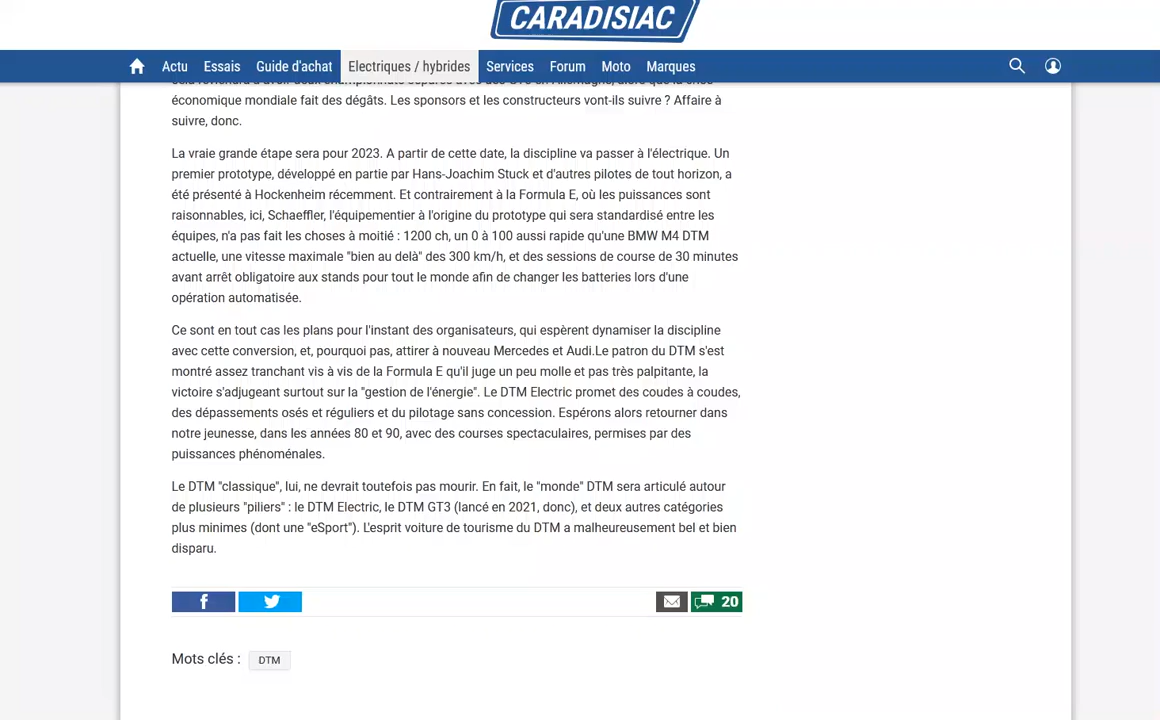 CARADISIAC
Actu Essais Guide d'achat Electriques / hybrides Services Forum Moto Marques
économique mondiale fait des dégâts. Les sponsors et les constructeurs vont-ils suivre ? Affaire à
suivre, donc.
La vraie grande étape sera pour 2023. A partir de cette date, la discipline va passer à l'électrique. Un
premier prototype, développé en partie par Hans-Joachim Stuck et d'autres pilotes de tout horizon, a
été présenté à Hockenheim récemment. Et contrairement à la Formula E, où les puissances sont
raisonnables, ici, Schaeffler, l'équipementier à l'origine du prototype qui sera standardisé entre les
équipes, n'a pas fait les choses à moitié : 1200 ch, un 0 à 100 aussi rapide qu'une BMW M4 DTM
actuelle, une vitesse maximale "bien au delà" des 300 km/h, et des sessions de course de 30 minutes
avant arrêt obligatoire aux stands pour tout le monde afin de changer les batteries lors d'une
opération automatisée.
Ce sont en tout cas les plans pour l'instant des organisateurs, qui espèrent dynamiser la discipline
avec cette conversion, et, pourquoi pas, attirer à nouveau Mercedes et Audi.Le patron du DTM s'est
montré assez tranchant vis à vis de la Formula E qu'il juge un peu molle et pas très palpitante, la
victoire s'adjugeant surtout sur la "gestion de l'énergie". Le DTM Electric promet des coudes à coudes,
des dépassements osés et réguliers et du pilotage sans concession. Espérons alors retourner dans
notre jeunesse, dans les années 80 et 90, avec des courses spectaculaires, permises par des
puissances phénoménales.
Le DTM "classique", lui, ne devrait toutefois pas mourir. En fait, le "monde" DTM sera articulé autour
de plusieurs "piliers" : le DTM Electric, le DTM GT3 (lancé en 2021, donc), et deux autres catégories
plus minimes (dont une "eSport"). L'esprit voiture de tourisme du DTM a malheureusement bel et bien
disparu.
20
Mots clés : DTM